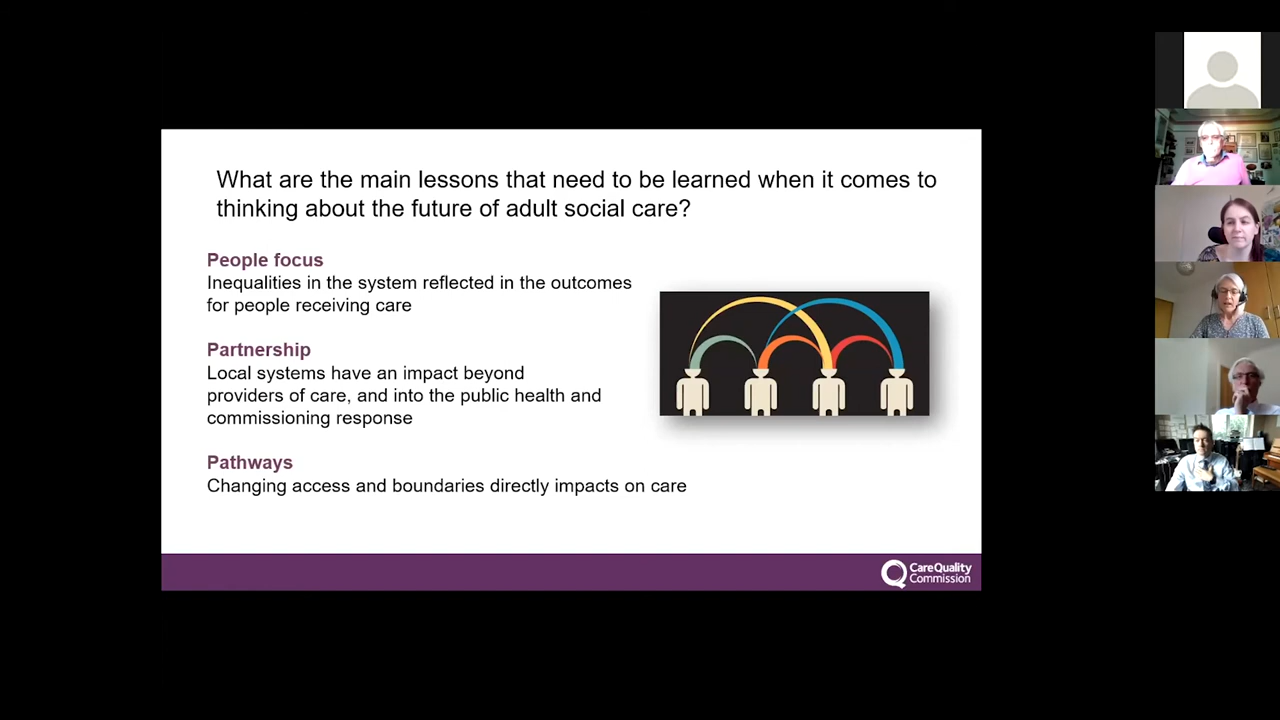 What are the main lessons that need to be learned when it comes to
thinking about the future of adult social care?
People focus
Inequalities in the system reflected in the outcomes
for people receiving care
Partnership
Local systems have an impact beyond
providers of care, and into the public health and
commissioning response
Pathways
Changing access and boundaries directly impacts on care
CareQuality
Commission